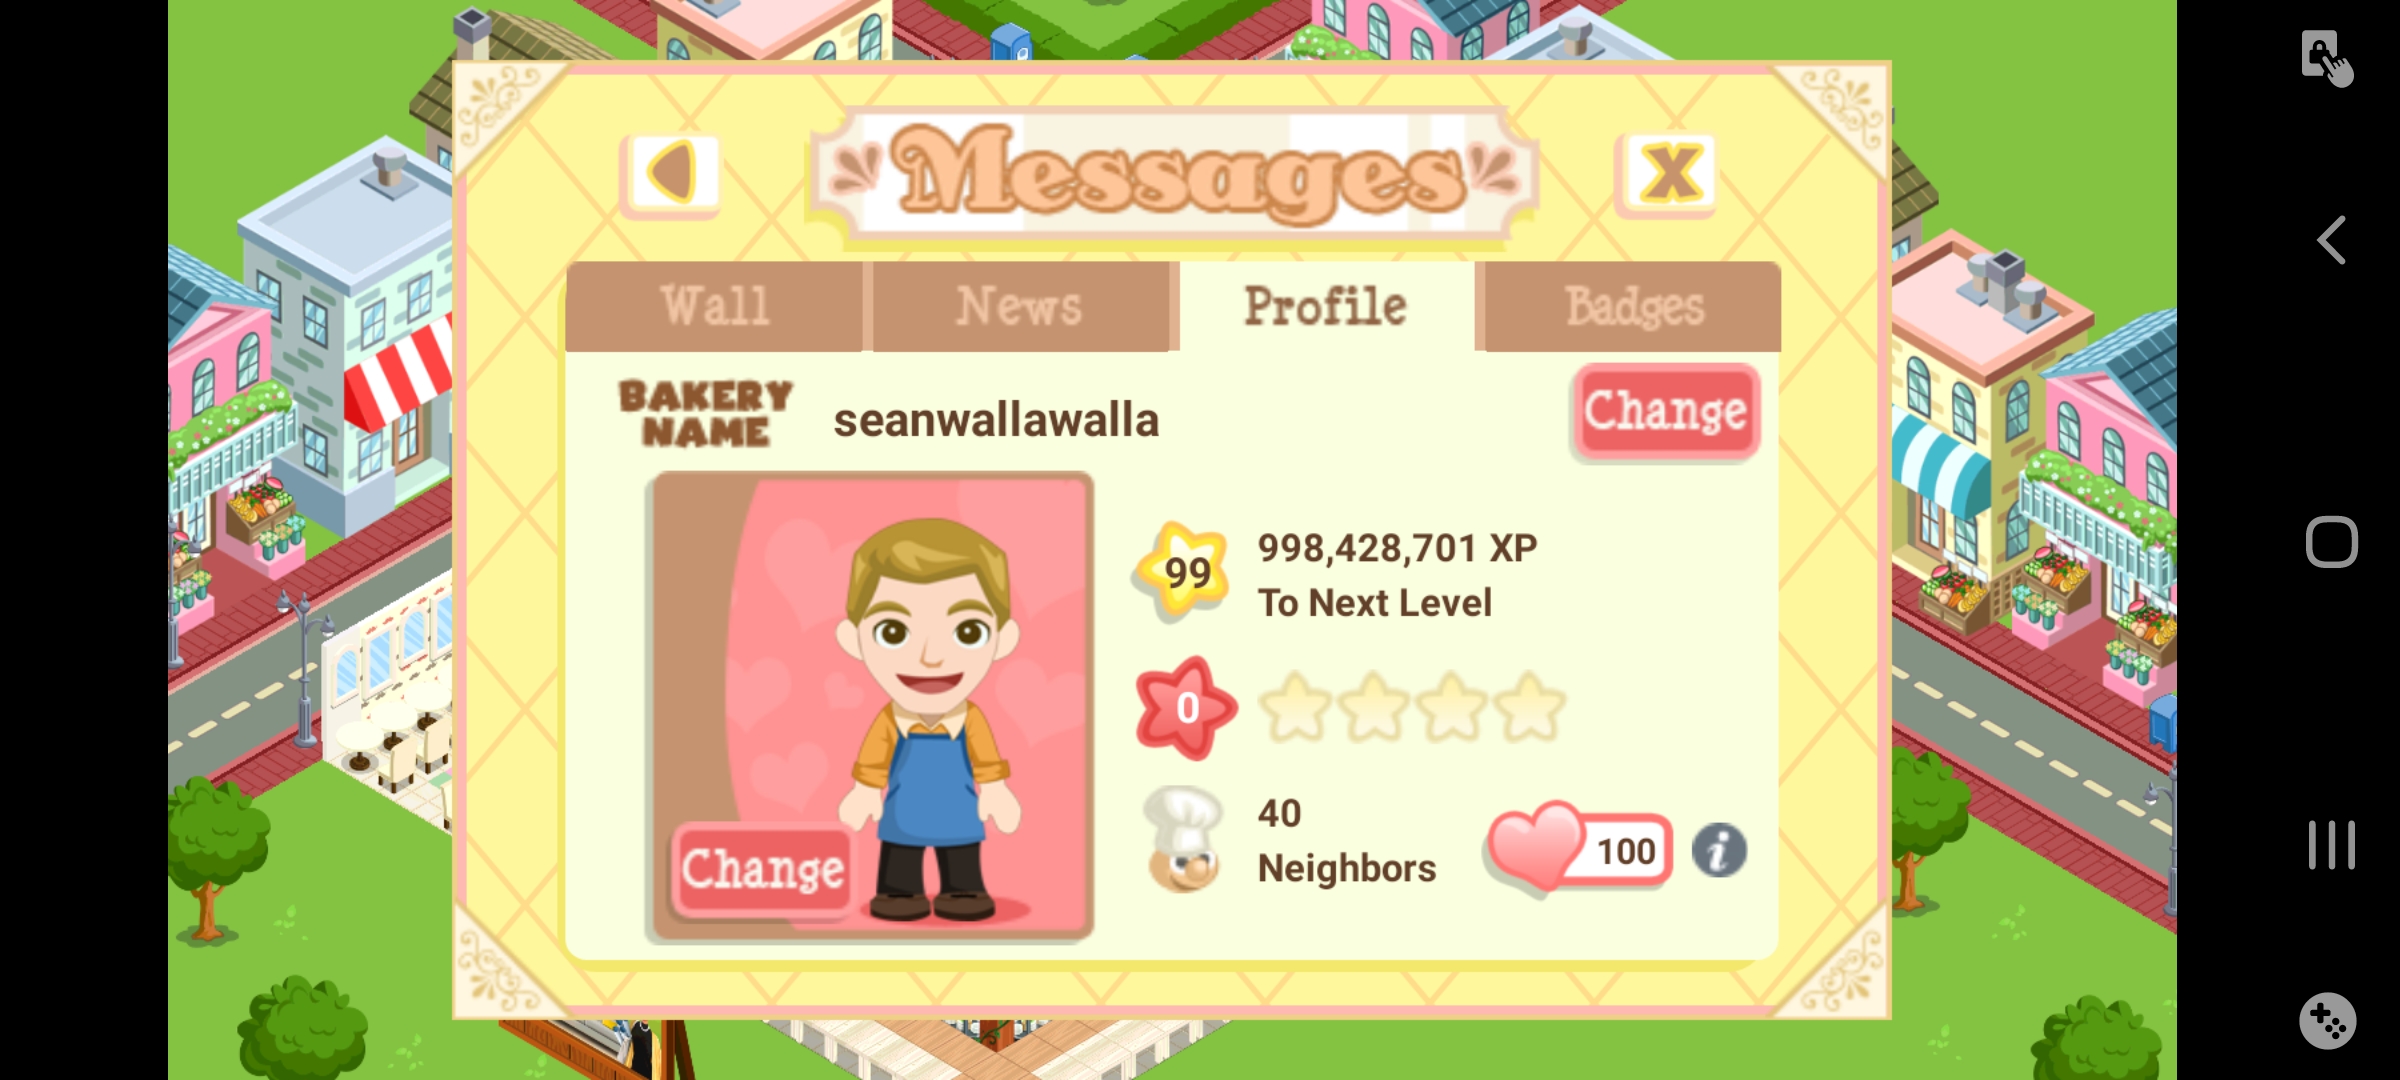 Messages
X
Wall
News
Profile
Badges
BAKERY
NAME
seanwallawalla
Change
99
998,428,701 XP
To Next Level
0
40
Neighbors
100
i
Change